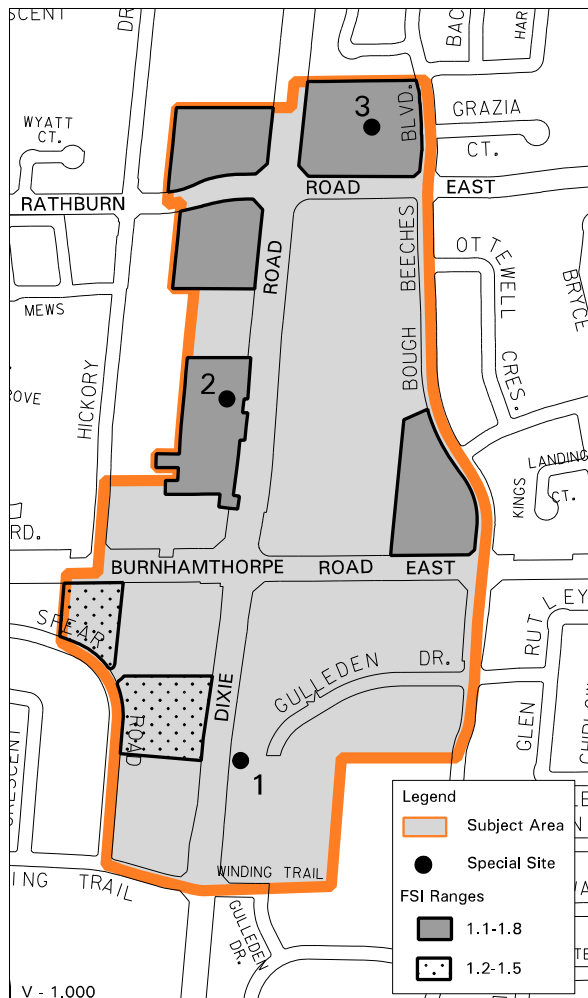 SCENT
DR.
BAC
HAR
3
BLVD.
GRAZIA
CT.
WYATT
CT.
RATHBURN
ROAD
EAST
ROAD
BEECHES
OTTEWELL
CRES.
BRYCE
MEWS
HICKORY
ROVE
2
BOUGH
KINGS
LANDING
CT.
RD.
BURNHAMTHORPE ROAD EAST
SPEAR
ROAD
RUTLEY
GULLEDEN
DR.
DIXIE
GLEN
CHIRLO
1
RESCENT
WINDING TRAIL
ING TRAIL
GULLEDEN
DR.
Legend
Subject Area
Special Site
FSI Ranges
1.1-1.8
1.2-1.5
V - 1.000